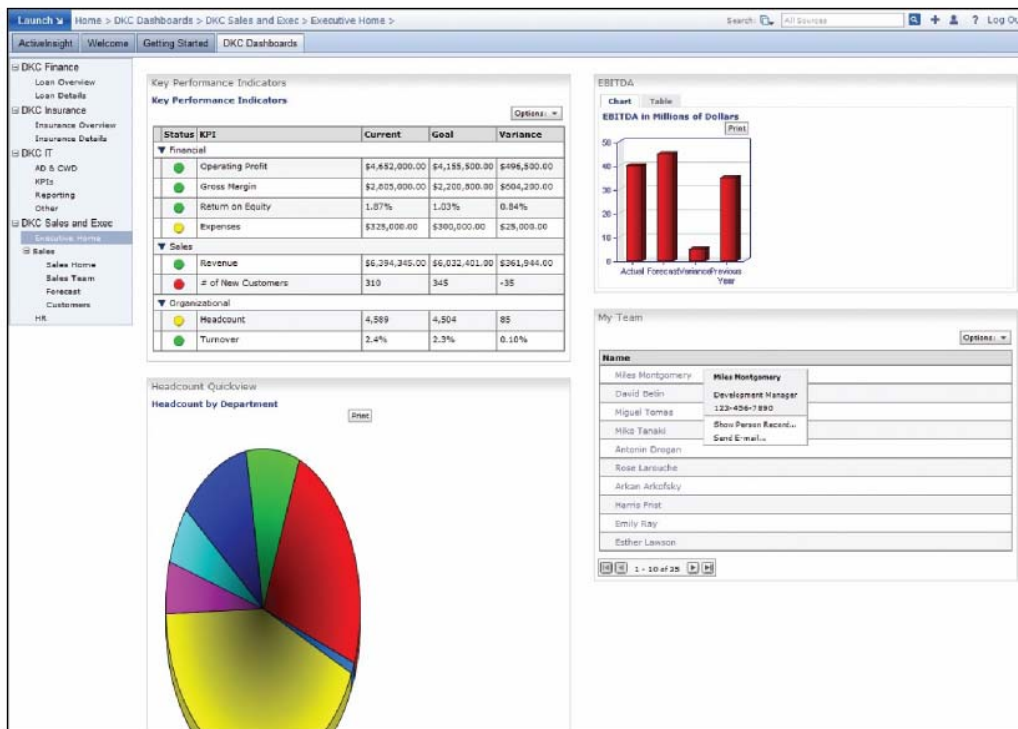 Launch Home > DKC Dashboards > DKC Sales and Exec > Executive Home >
Search: All Sources ? Log Ou
ActiveInsight Welcome Getting Started DKC Dashboards
DKC Finance
Loan Overview
Loan Details
DKC Insurance
Insurance Overview
Insurance Details
DKC IT
AD & CWD
KPIs
Reporting
Other
DKC Sales and Exec
Executive Home
Sales
Sales Home
Sales Team
Forecast
Customers
HR
Key Performance Indicators
Key Performance Indicators
Options:
Status KPI Current Goal Variance
Financial
Operating Profit $4,652,000.00 $4,155,500.00 $496,500.00
Gross Margin $2,805,000.00 $2,200,800.00 $604,200.00
Return on Equity 1.87% 1.03% 0.84%
Expenses $325,000.00 $300,000.00 $25,000.00
Sales
Revenue $6,394,345.00 $6,032,401.00 $361,944.00
# of New Customers 310 345 -35
Organizational
Headcount 4,589 4,504 85
Turnover 2.4% 2.3% 0.10%
Headcount Quickview
Headcount by Department
Print
EBITDA
Chart Table
EBITDA in Millions of Dollars
Print
50
40
30
20
10
0
Actual Forecast Variance Previous
Year
My Team
Options:
Name
Miles Montgomery
David Belin
Miguel Tomas
Miko Tanaki
Antonin Drogan
Rose Larouche
Arkan Arkofsky
Harris Frist
Emily Ray
Esther Lawson
Miles Montgomery
Development Manager
123-456-7890
Show Person Record...
Send E-mail...
1 - 10 of 35